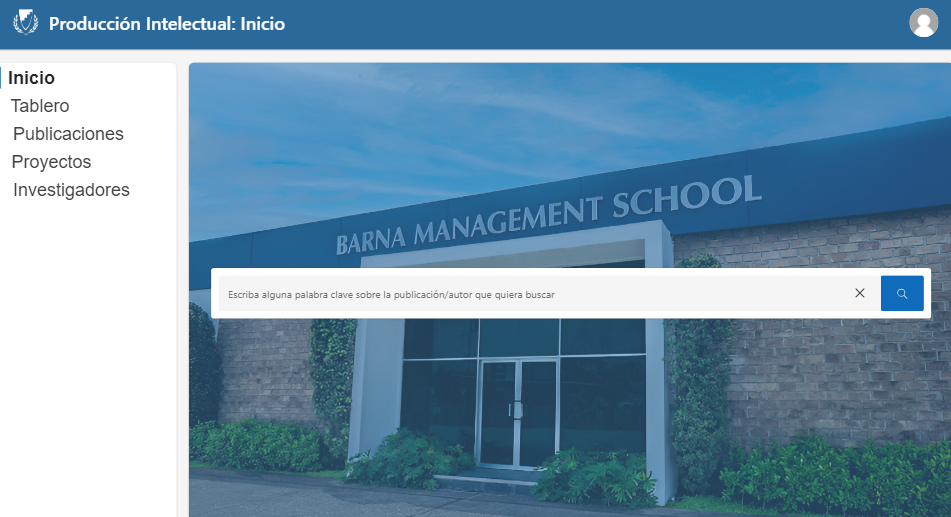 Producción Intelectual: Inicio
Inicio
Tablero
Publicaciones
Proyectos
Investigadores
BARNA MANAGEMENT SCHOOL
Escriba alguna palabra clave sobre la publicación/autor que quiera buscar